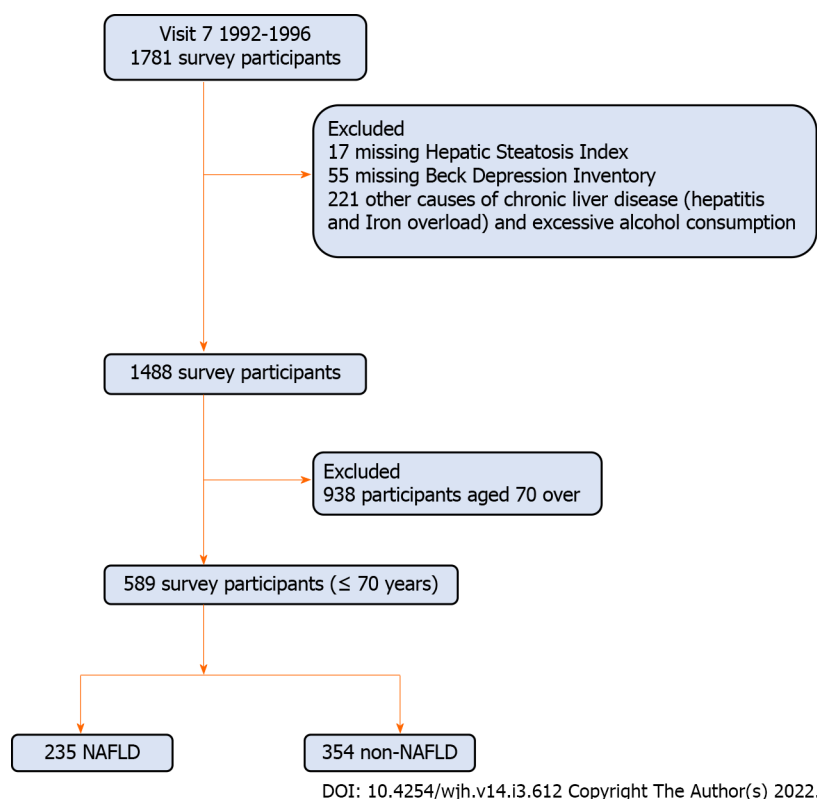 Visit 7 1992-1996
1781 survey participants
Excluded
17 missing Hepatic Steatosis Index
55 missing Beck Depression Inventory
221 other causes of chronic liver disease (hepatitis
and Iron overload) and excessive alcohol consumption
1488 survey participants
Excluded
938 participants aged 70 over
589 survey participants (≤ 70 years)
235 NAFLD
354 non-NAFLD
DOI: 10.4254/wjh.v14.i3.612 Copyright The Author(s) 2022.